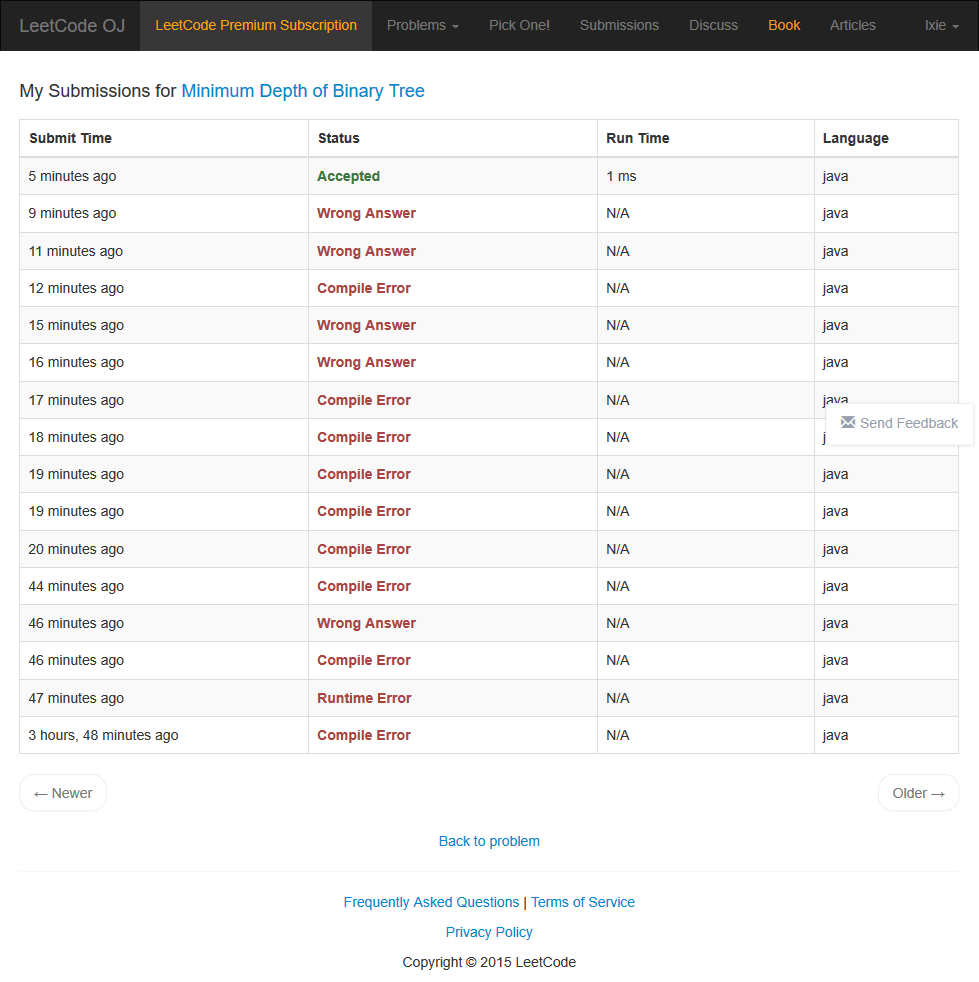 LeetCode OJ LeetCode Premium Subscription Problems Pick One! Submissions Discuss Book Articles lxie
My Submissions for Minimum Depth of Binary Tree
Submit Time Status Run Time Language
5 minutes ago Accepted 1 ms java
9 minutes ago Wrong Answer N/A java
11 minutes ago Wrong Answer N/A java
12 minutes ago Compile Error N/A java
15 minutes ago Wrong Answer N/A java
16 minutes ago Wrong Answer N/A java
17 minutes ago Compile Error N/A java
Send Feedback
18 minutes ago Compile Error N/A j
19 minutes ago Compile Error N/A java
19 minutes ago Compile Error N/A java
20 minutes ago Compile Error N/A java
44 minutes ago Compile Error N/A java
46 minutes ago Wrong Answer N/A java
46 minutes ago Compile Error N/A java
47 minutes ago Runtime Error N/A java
3 hours, 48 minutes ago Compile Error N/A java
← Newer Older →
Back to problem
Frequently Asked Questions | Terms of Service
Privacy Policy
Copyright © 2015 LeetCode